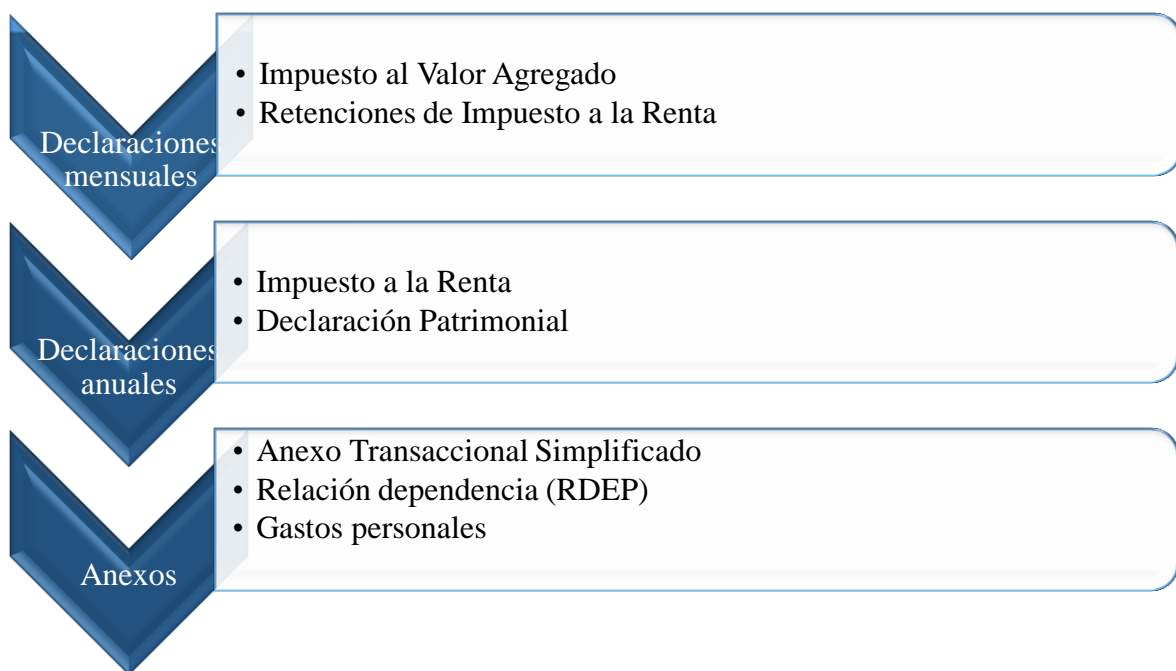 Declaraciones
mensuales
• Impuesto al Valor Agregado
• Retenciones de Impuesto a la Renta
Declaraciones
anuales
• Impuesto a la Renta
• Declaración Patrimonial
Anexos
• Anexo Transaccional Simplificado
• Relación dependencia (RDEP)
• Gastos personales